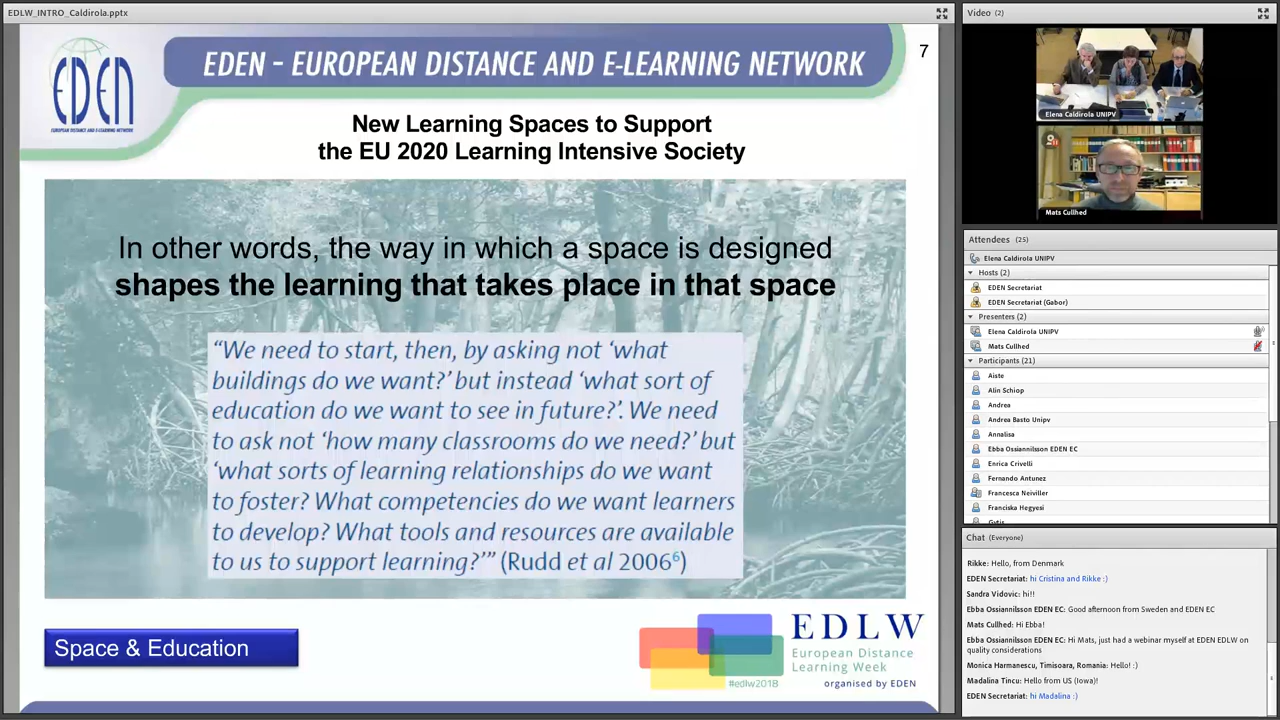 EDLW_INTRO_Caldirola.pptx
EDEN
EUROPEAN DISTANCE AND E-LEARNING NETWORK
EDEN - EUROPEAN DISTANCE AND E-LEARNING NETWORK
7
New Learning Spaces to Support
the EU 2020 Learning Intensive Society
In other words, the way in which a space is designed
shapes the learning that takes place in that space
“We need to start, then, by asking not ‘what
buildings do we want?’ but instead ‘what sort of
education do we want to see in future?’. We need
to ask not ‘how many classrooms do we need?’ but
‘what sorts of learning relationships do we want
to foster? What competencies do we want learners
to develop? What tools and resources are available
to us to support learning?’” (Rudd et al 2006⁶)
Space & Education
EDLW
European Distance
Learning Week
#edlw2018
organised by EDEN
Video (2)
Elena Caldirola UNIPV
Mats Cullhed
Attendees (25)
Elena Caldirola UNIPV
Hosts (2)
EDEN Secretariat
EDEN Secretariat (Gabor)
Presenters (2)
Elena Caldirola UNIPV
Mats Cullhed
Participants (21)
Aiste
Alin Schiop
Andrea
Andrea Basto Unipv
Annalisa
Ebba Ossiannilsson EDEN EC
Enrica Crivelli
Fernando Antunez
Francesca Neiviller
Franciska Hegyesi
Gytis
Chat (Everyone)
Rikke: Hello, from Denmark
EDEN Secretariat: hi Cristina and Rikke :)
Sandra Vidovic: hi!!
Ebba Ossiannilsson EDEN EC: Good afternoon from Sweden and EDEN EC
Mats Cullhed: Hi Ebba!
Ebba Ossiannilsson EDEN EC: Hi Mats, just had a webinar myself at EDEN EDLW on
quality considerations
Monica Harmanescu, Timisoara, Romania: Hello! :)
Madalina Tincu: Hello from US (Iowa)!
EDEN Secretariat: hi Madalina :)